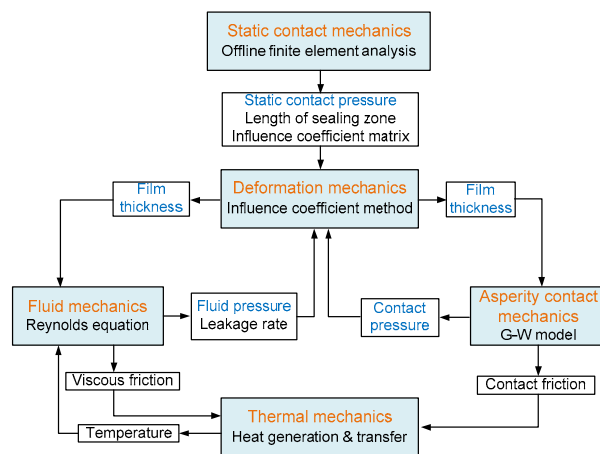 Static contact mechanics
Offline finite element analysis
Static contact pressure
Length of sealing zone
Influence coefficient matrix
Film
thickness
Deformation mechanics
Influence coefficient method
Film
thickness
Fluid mechanics
Reynolds equation
Fluid pressure
Leakage rate
Contact
pressure
Asperity contact
mechanics
G–W model
Viscous friction
Contact friction
Temperature
Thermal mechanics
Heat generation & transfer